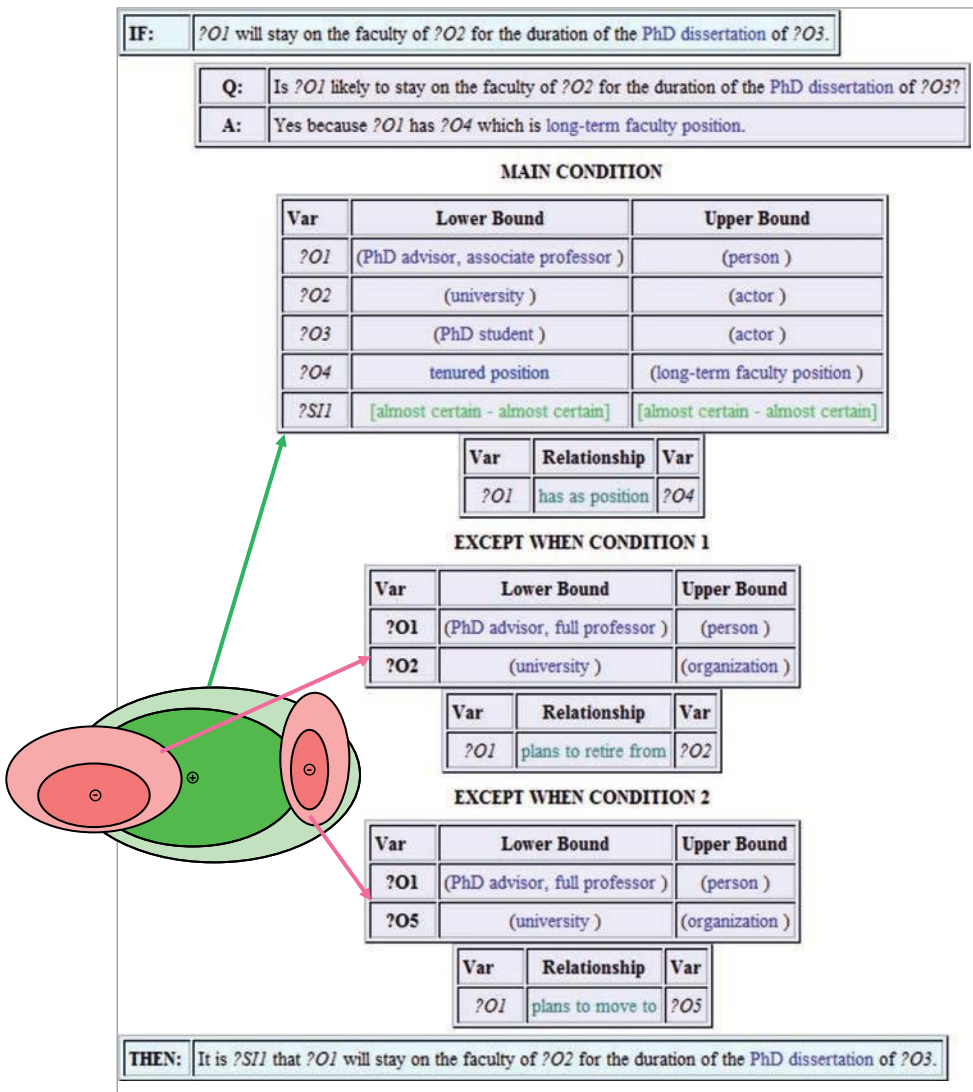 IF: ?O1 will stay on the faculty of ?O2 for the duration of the PhD dissertation of ?O3.
Q: Is ?O1 likely to stay on the faculty of ?O2 for the duration of the PhD dissertation of ?O3?
A: Yes because ?O1 has ?O4 which is long-term faculty position.
MAIN CONDITION
Var Lower Bound Upper Bound
?O1 (PhD advisor, associate professor ) (person )
?O2 (university ) (actor )
?O3 (PhD student ) (actor )
?O4 tenured position (long-term faculty position )
?SI1 [almost certain - almost certain] [almost certain - almost certain]
Var Relationship Var
?O1 has as position ?O4
EXCEPT WHEN CONDITION 1
Var Lower Bound Upper Bound
?O1 (PhD advisor, full professor ) (person )
?O2 (university ) (organization )
Var Relationship Var
?O1 plans to retire from ?O2
EXCEPT WHEN CONDITION 2
Var Lower Bound Upper Bound
?O1 (PhD advisor, full professor ) (person )
?O5 (university ) (organization )
Var Relationship Var
?O1 plans to move to ?O5
THEN: It is ?SI1 that ?O1 will stay on the faculty of ?O2 for the duration of the PhD dissertation of ?O3.
+
-
-